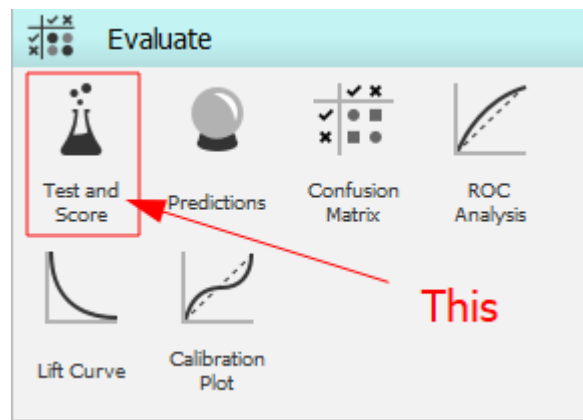 Evaluate
Test and
Score
Predictions
Confusion
Matrix
ROC
Analysis
This
Lift Curve
Calibration
Plot